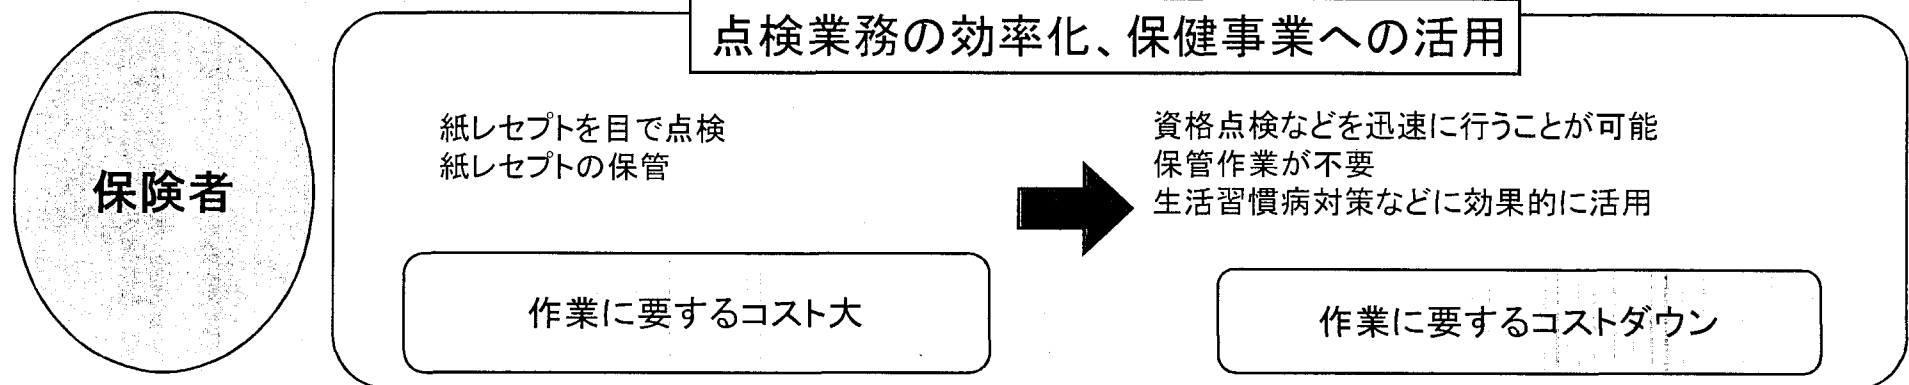 点検業務の効率化、保健事業への活用
保険者
紙レセプトを目で点検
紙レセプトの保管
資格点検などを迅速に行うことが可能
保管作業が不要
生活習慣病対策などに効果的に活用
作業に要するコスト大
作業に要するコストダウン